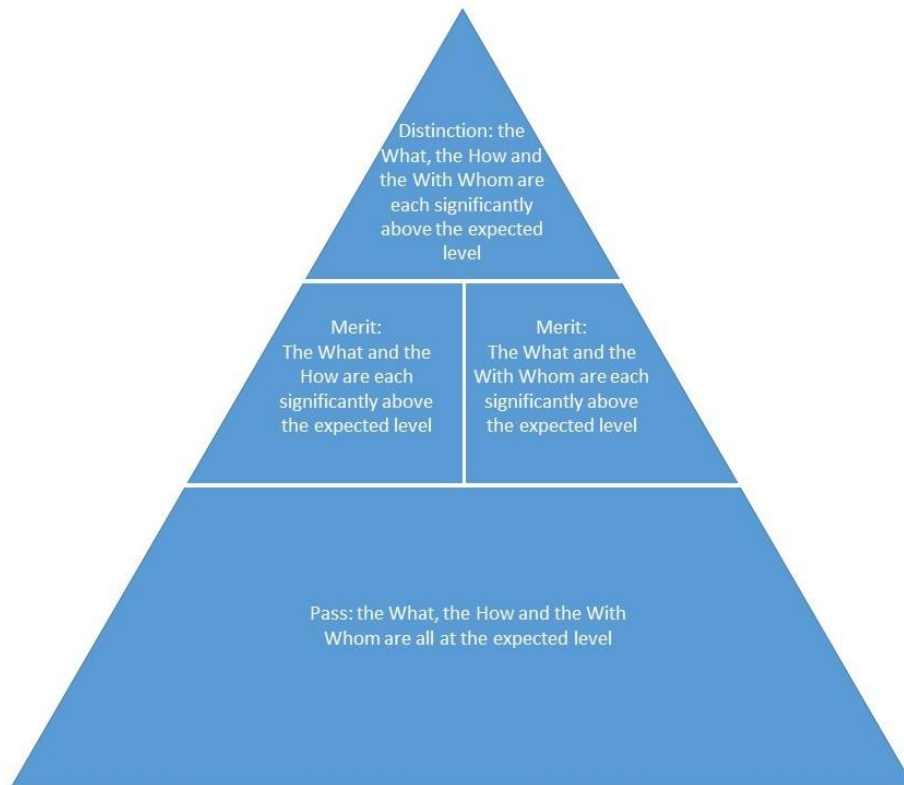 Distinction: the
What, the How and
the With Whom are
each significantly
above the expected
level
Merit:
The What and the
How are each
significantly above
the expected level
Merit:
The What and the
With Whom are each
significantly above
the expected level
Pass: the What, the How and the With
Whom are all at the expected level